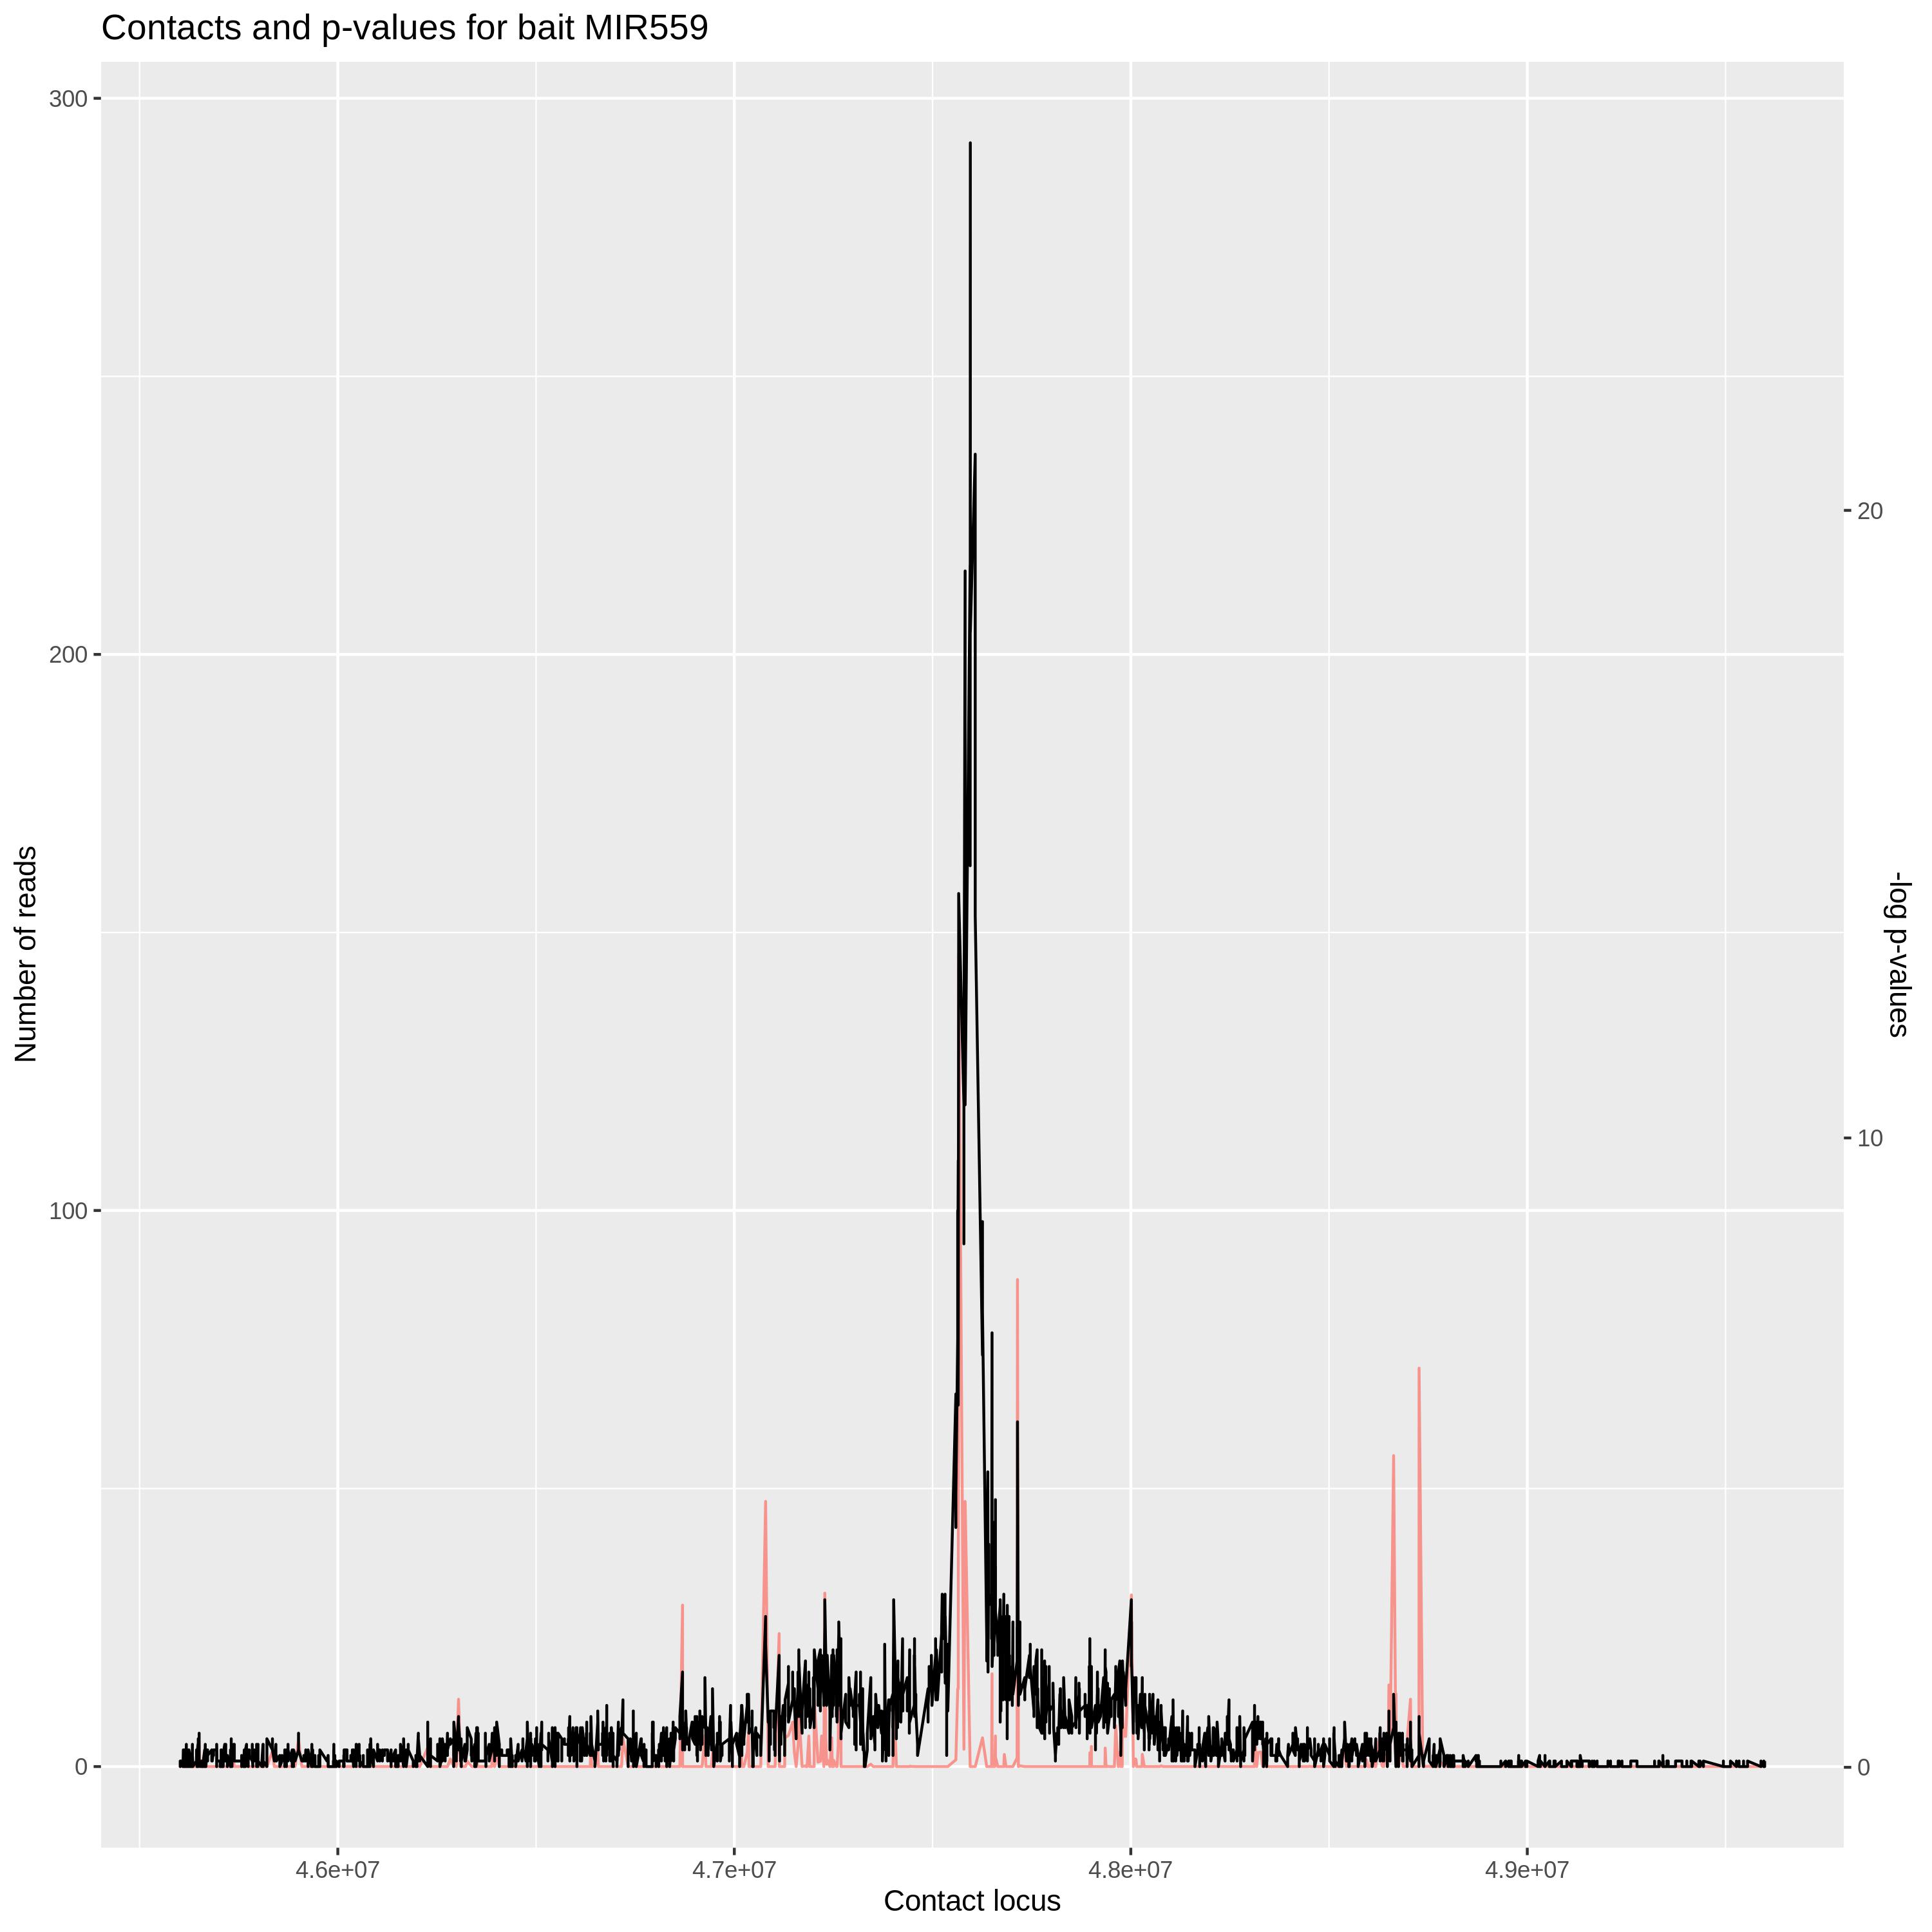 Contacts and p-values for bait MIR559
300
200
100
0
Number of reads
20
10
0
-log p-values
4.6e+07
4.7e+07
4.8e+07
4.9e+07
Contact locus